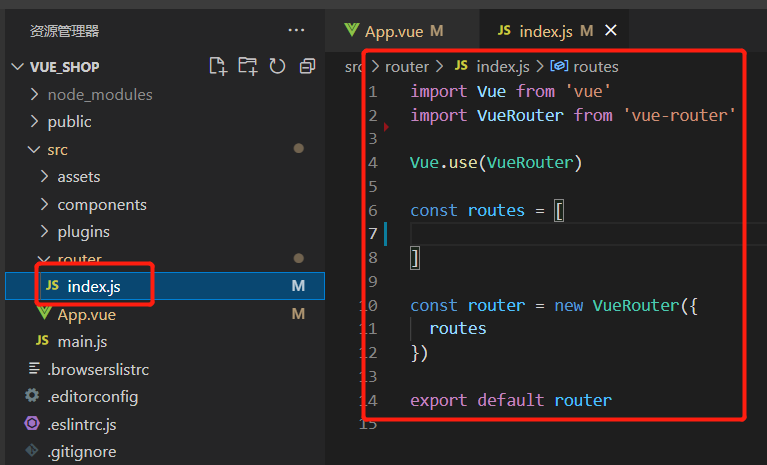 资源管理器
···
VUE_SHOP
node_modules
public
src
assets
components
plugins
router
JS index.js M
App.vue M
JS main.js
.browserslistrc
.editorconfig
.eslintrc.js
.gitignore
App.vue M
JS index.js M
src > router > JS index.js > routes
1 import Vue from 'vue'
2 import VueRouter from 'vue-router'
3
4 Vue.use(VueRouter)
5
6 const routes = [
7
8 ]
9
10 const router = new VueRouter({
11 routes
12 })
13
14 export default router
15